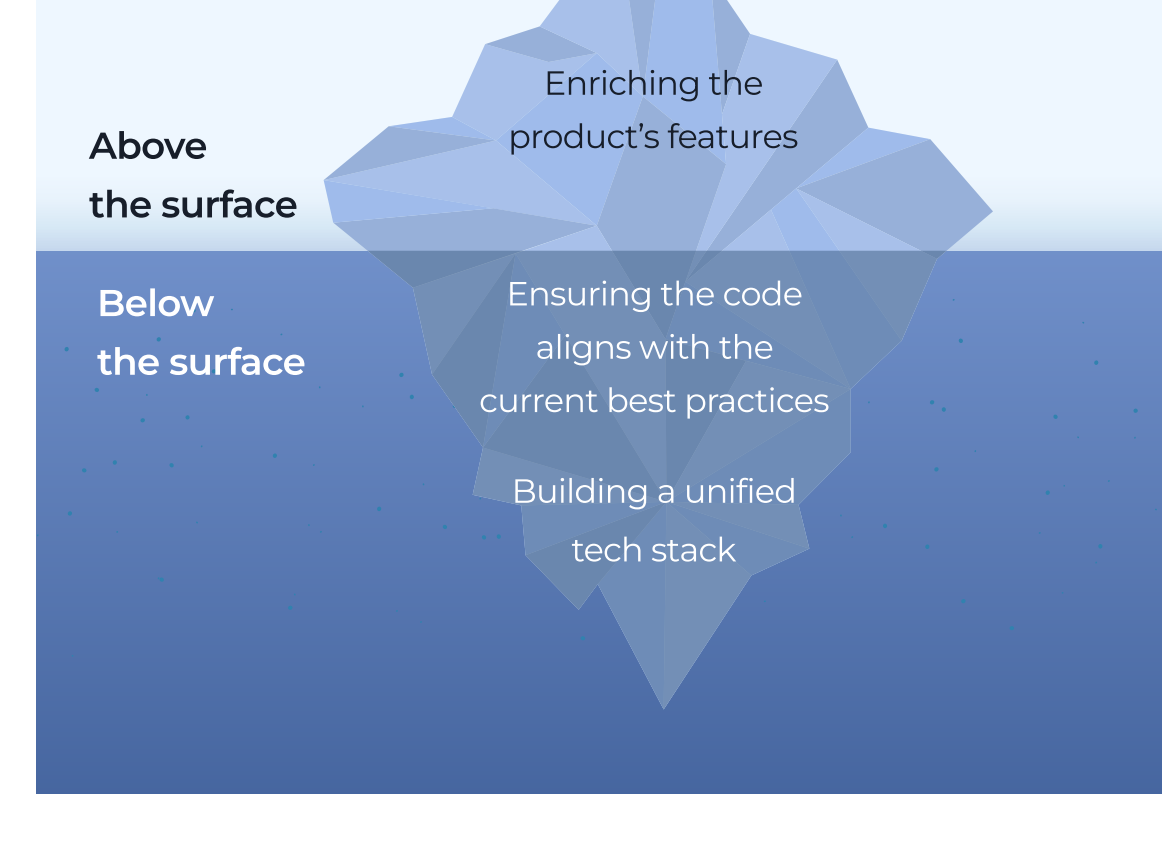 Enriching the
product’s features
Above
the surface
Below
the surface
Ensuring the code
aligns with the
current best practices
Building a unified
tech stack